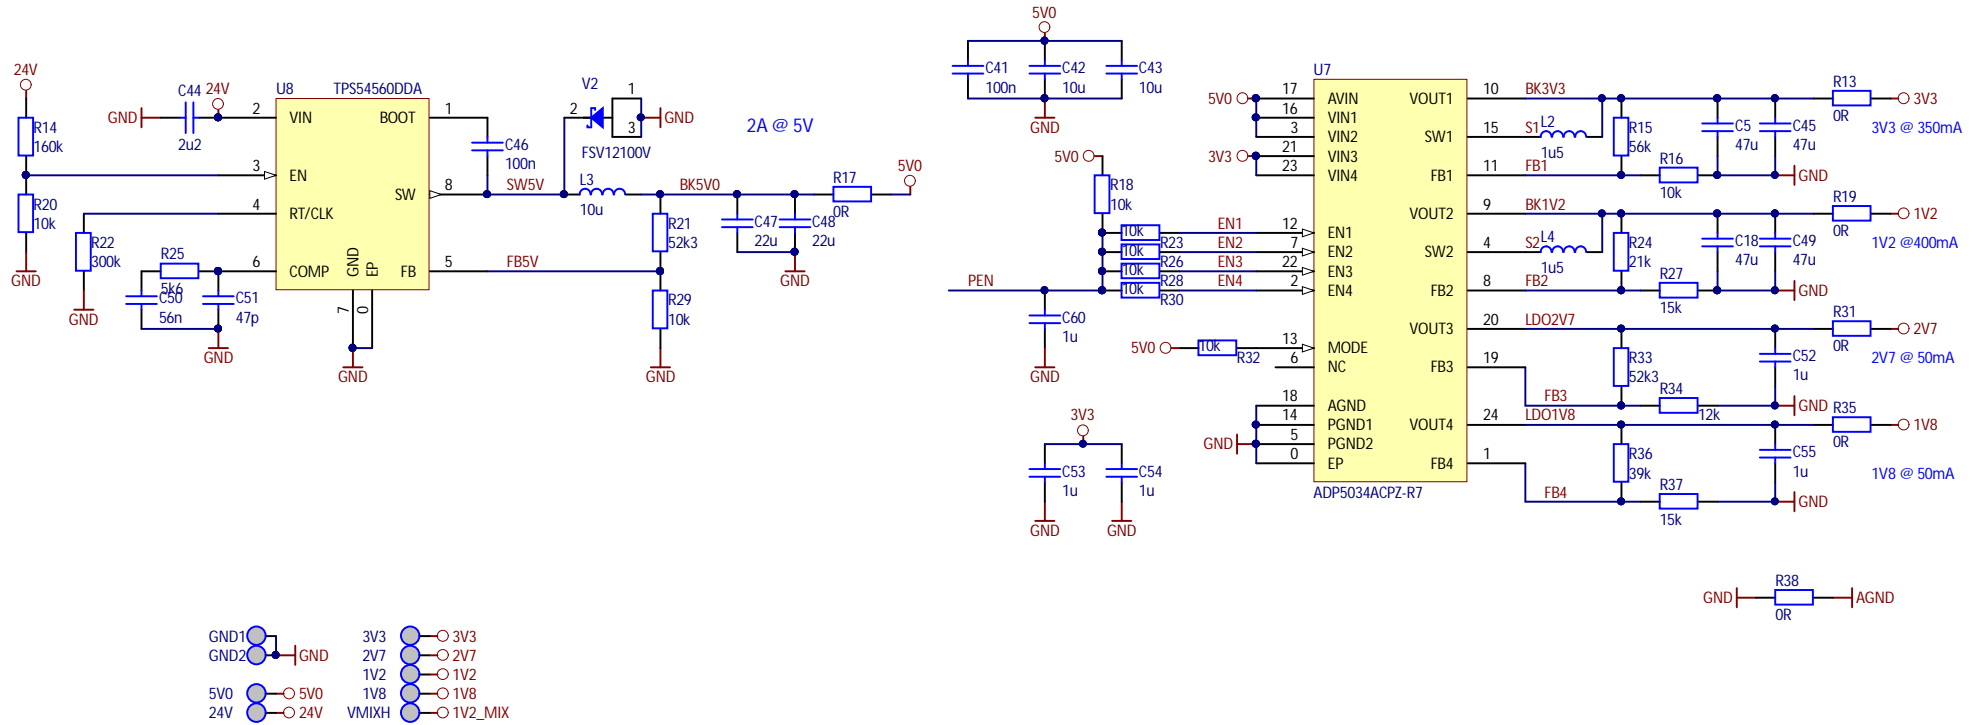 24V
R14
160k
R20
10k
GND
GND
C44
2u2
24V
U8
TPS54560DDA
2
VIN
BOOT
1
3
EN
SW
8
4
RT/CLK
6
COMP
GND
EP
FB
5
7
0
GND
R22
300k
GND
R25
5k6
C50
56n
C51
47p
GND
C46
100n
SW5V
V2
2
1
3
GND
FSV12100V
L3
10u
2A @ 5V
BK5V0
R21
52k3
FB5V
R29
10k
GND
C47
22u
C48
22u
GND
R17
0R
5V0
5V0
C41
100n
C42
10u
C43
10u
GND
5V0
R18
10k
10k
R23
10k
R26
10k
R28
10k
R30
EN1
EN2
EN3
EN4
PEN
C60
1u
GND
5V0
10k
R32
3V3
C53
1u
C54
1u
GND
GND
U7
5V0
17
AVIN
16
VIN1
3
VIN2
3V3
21
VIN3
23
VIN4
12
EN1
7
EN2
22
EN3
2
EN4
13
MODE
6
NC
18
AGND
14
PGND1
GND
5
PGND2
0
EP
ADP5034ACPZ-R7
VOUT1
10
BK3V3
SW1
15
S1
FB1
11
FB1
VOUT2
9
BK1V2
SW2
4
S2
FB2
8
FB2
VOUT3
20
LDO2V7
FB3
19
FB3
VOUT4
24
LDO1V8
FB4
1
FB4
L2
1u5
R15
56k
R16
10k
C5
47u
C45
47u
GND
R13
0R
3V3
3V3 @ 350mA
L4
1u5
R24
21k
R27
15k
C18
47u
C49
47u
GND
R19
0R
1V2
1V2 @400mA
R33
52k3
R34
12k
C52
1u
GND
R31
0R
2V7
2V7 @ 50mA
R36
39k
R37
15k
C55
1u
GND
R35
0R
1V8
1V8 @ 50mA
GND
R38
0R
AGND
GND1
GND2
GND
5V0
5V0
24V
24V
3V3
3V3
2V7
2V7
1V2
1V2
1V8
1V8
VMIXH
1V2_MIX